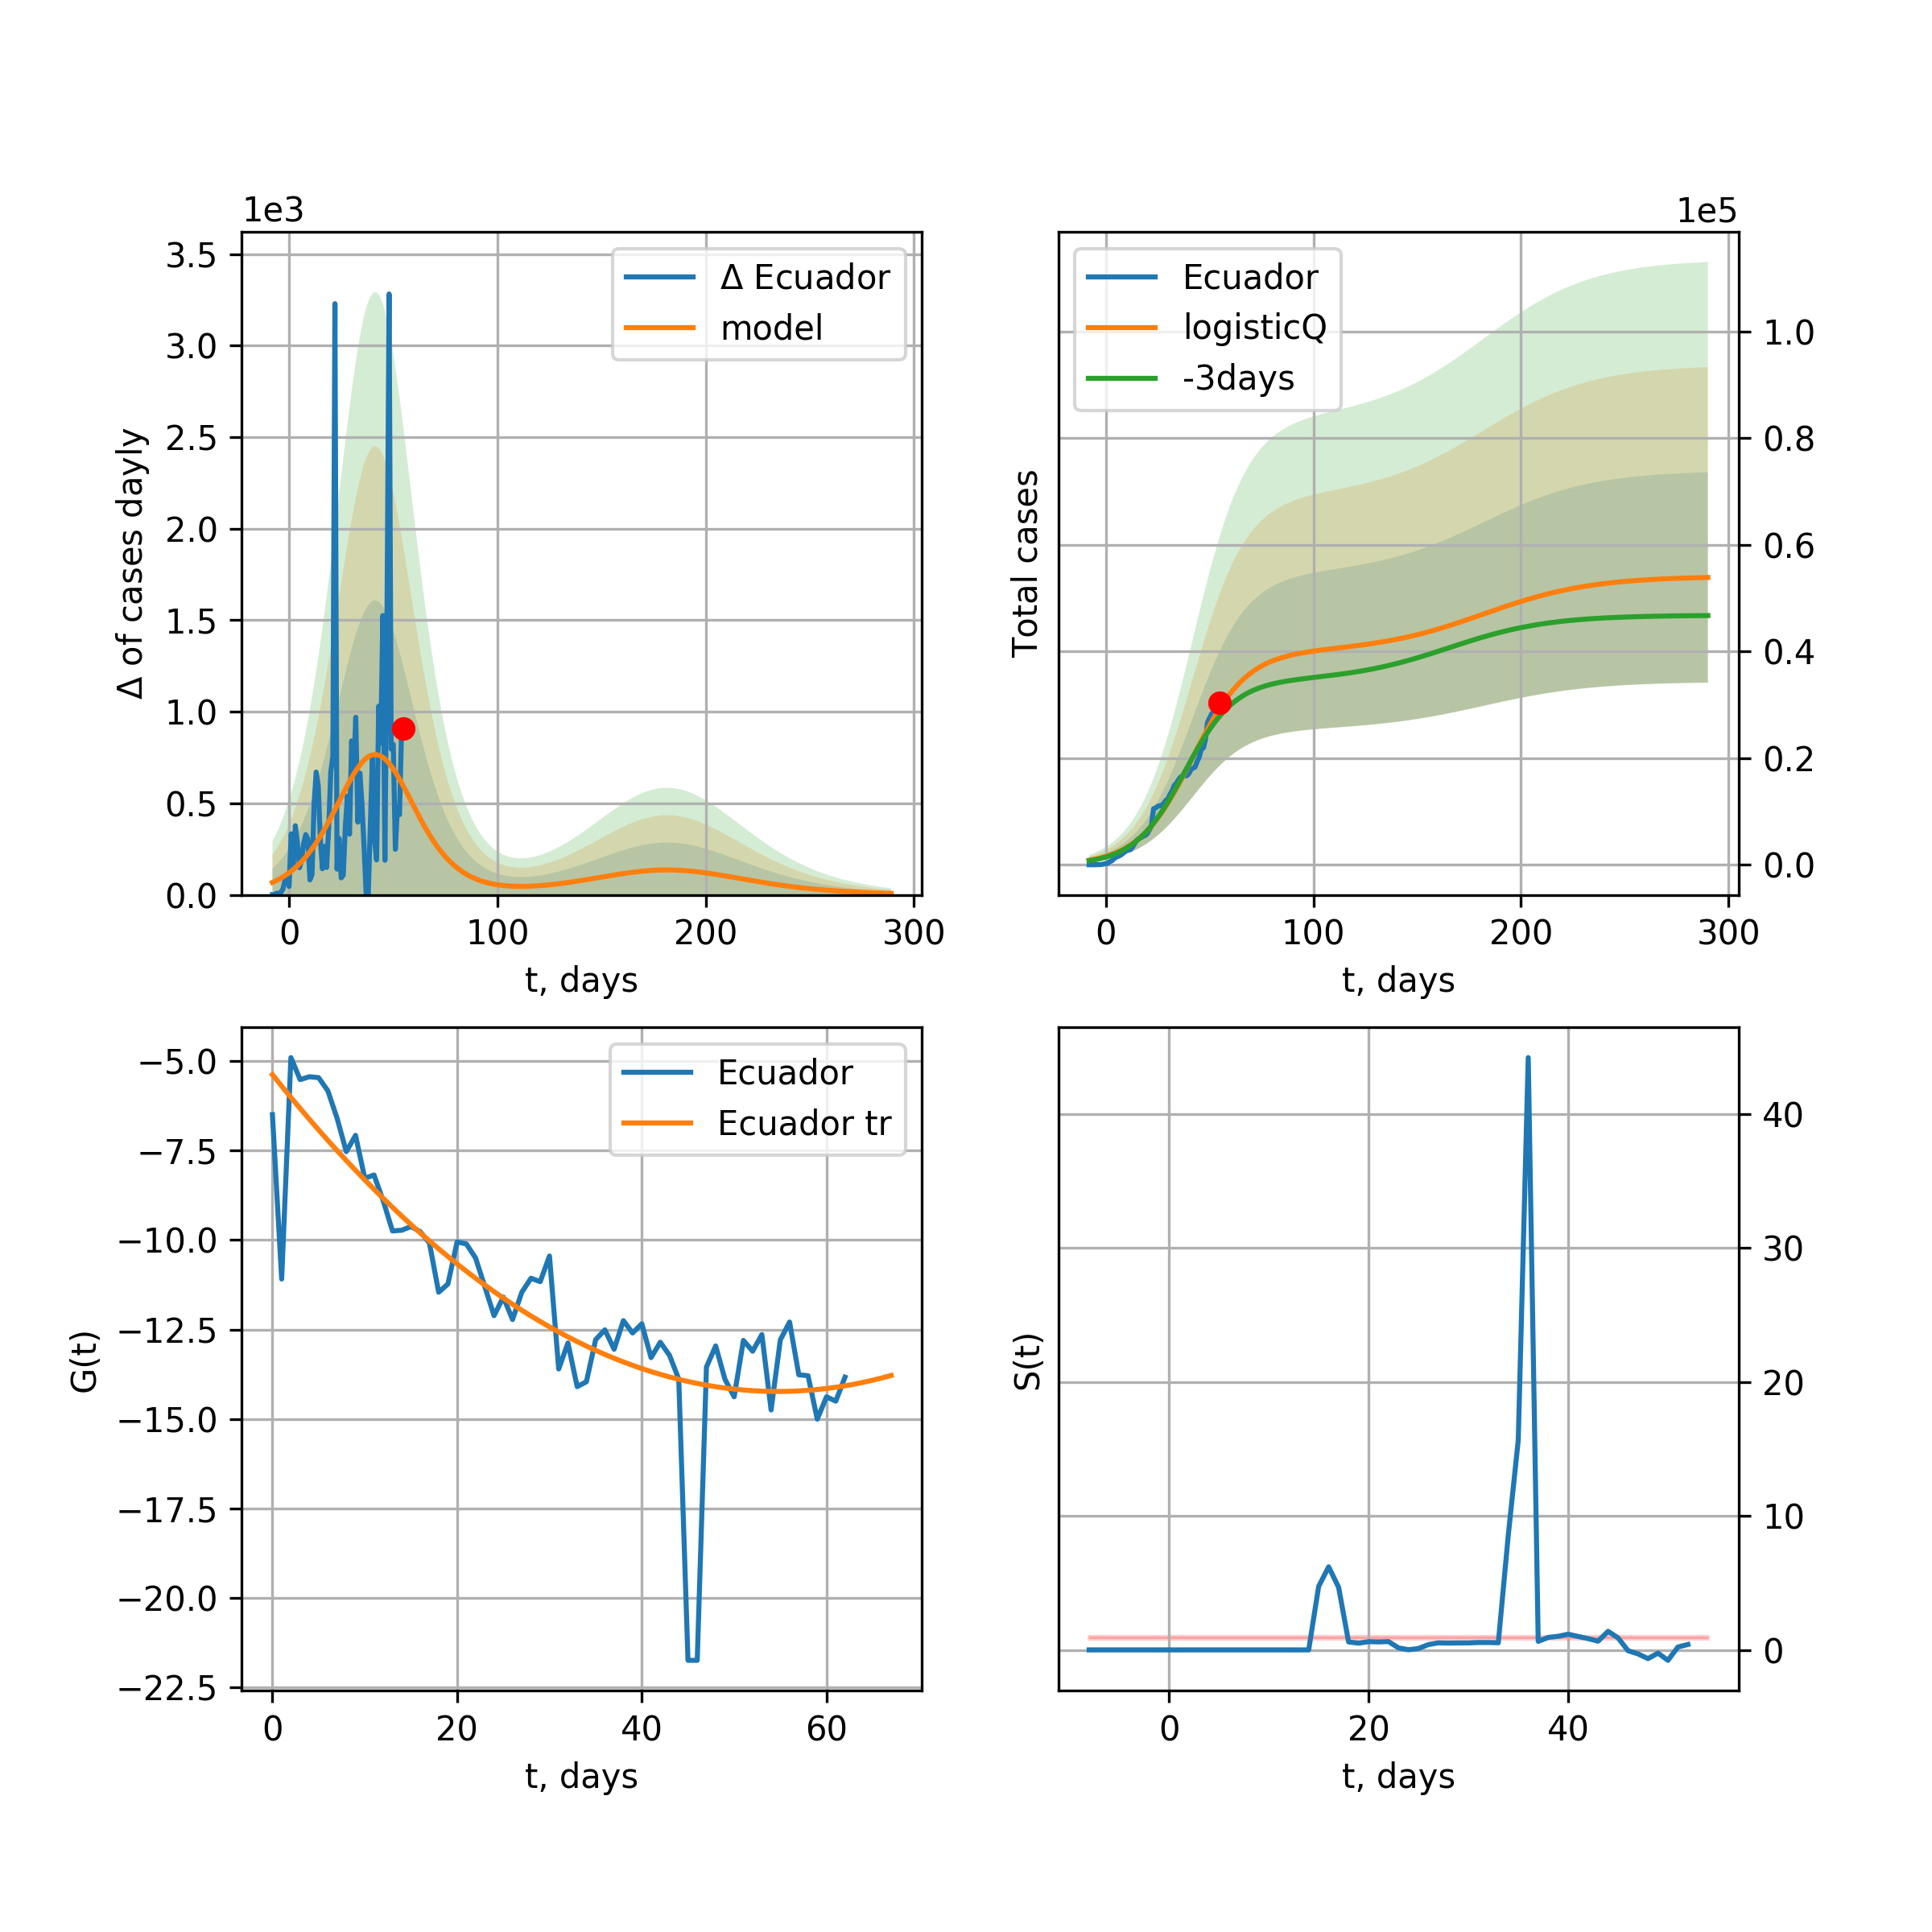 1e3
3.5
3.0
2.5
2.0
1.5
1.0
0.5
0.0
Δ of cases dayly
Δ Ecuador
model
0 100 200 300
t, days
1e5
Ecuador
logisticQ
-3days
Total cases
1.0
0.8
0.6
0.4
0.2
0.0
0 100 200 300
t, days
−5.0
−7.5
−10.0
−12.5
−15.0
−17.5
−20.0
−22.5
G(t)
Ecuador
Ecuador tr
0 20 40 60
t, days
S(t)
40
30
20
10
0
0 20 40
t, days